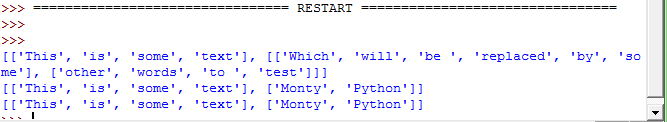 >>> ================================ RESTART ================================
>>>
>>>
[['This', 'is', 'some', 'text'], [['Which', 'will', 'be ', 'replaced', 'by', 'so
me'], ['other', 'words', 'to ', 'test']]]
[['This', 'is', 'some', 'text'], ['Monty', 'Python']]
[['This', 'is', 'some', 'text'], ['Monty', 'Python']]
>>>